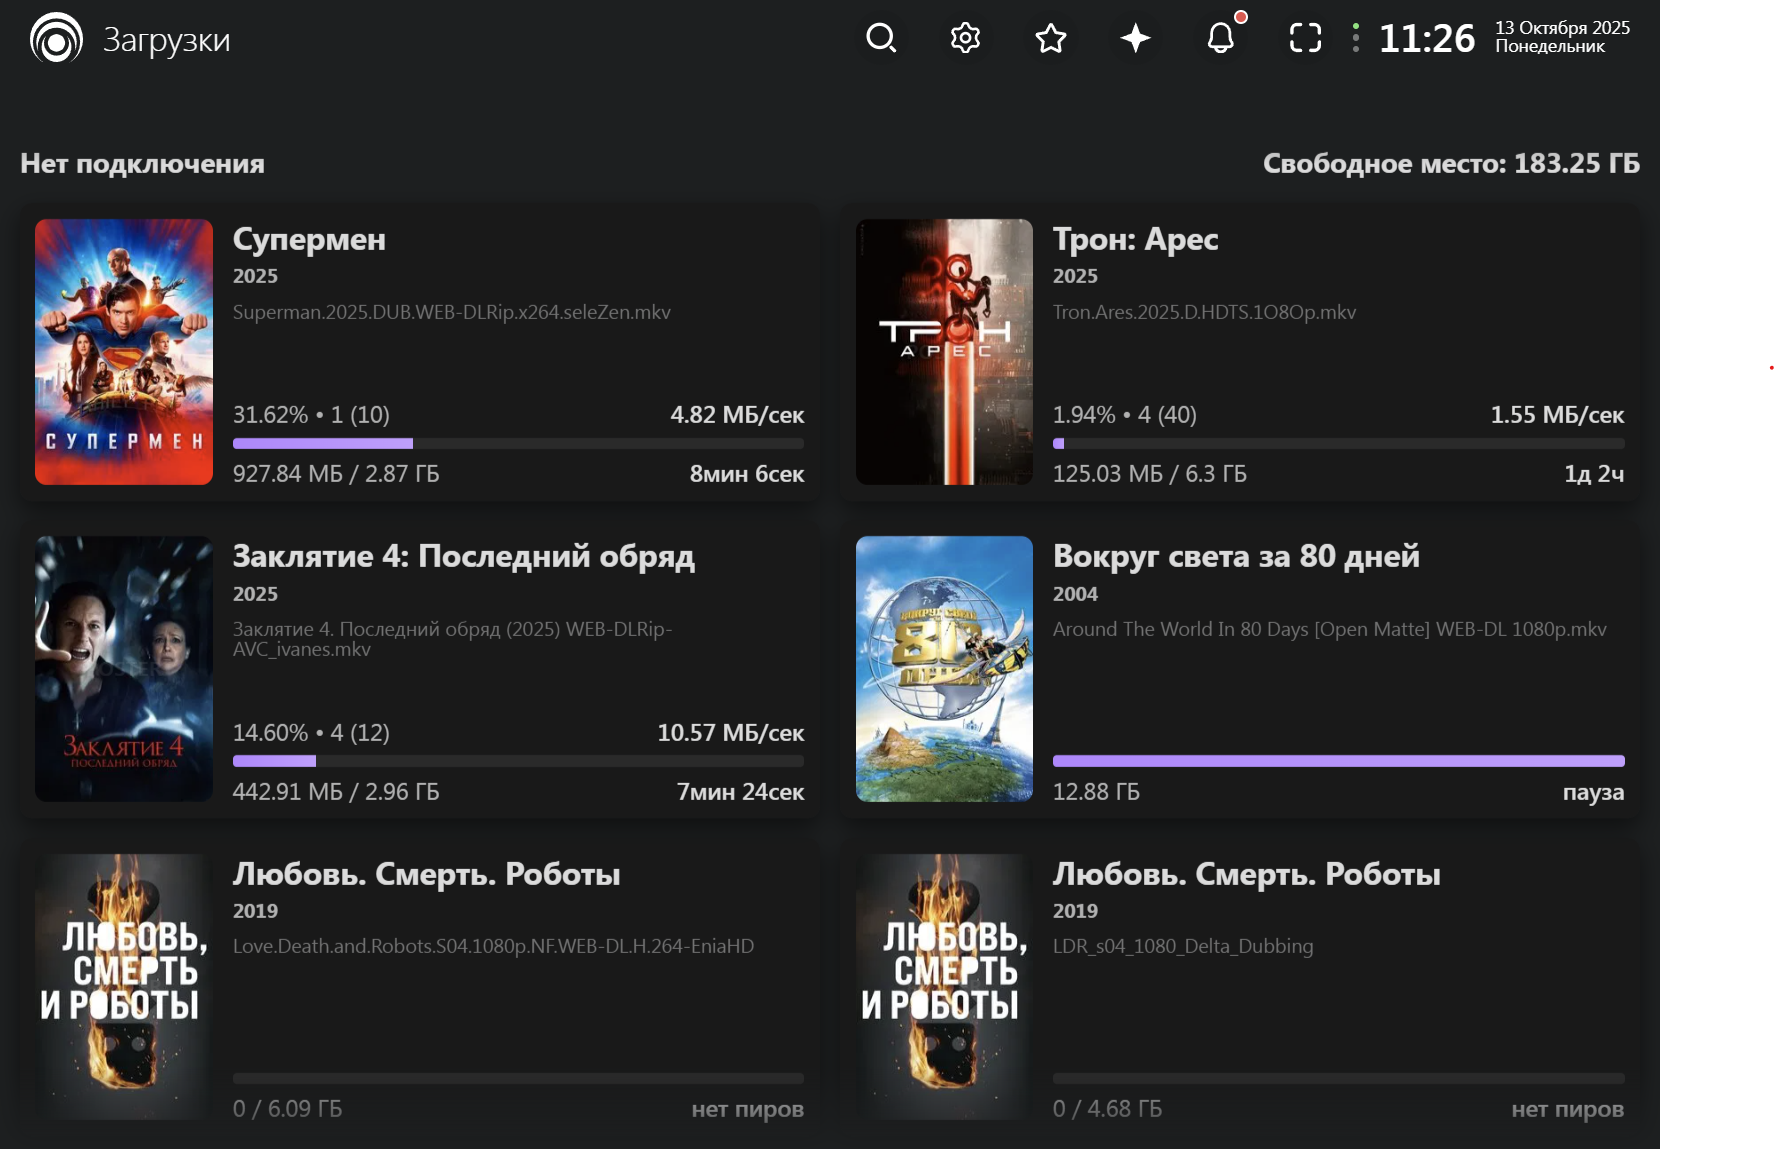 Загрузки
11:26
13 Октября 2025
Понедельник
Нет подключения
Свободное место: 183.25 ГБ
СУПЕРМЕН
Супермен
2025
Superman.2025.DUB.WEB-DLRip.x264.seleZen.mkv
31.62% • 1 (10)
4.82 МБ/сек
927.84 МБ / 2.87 ГБ
8мин 6сек
ТРОН
АРЕС
Трон: Арес
2025
Tron.Ares.2025.D.HDTS.1O8Op.mkv
1.94% • 4 (40)
1.55 МБ/сек
125.03 МБ / 6.3 ГБ
1д 2ч
ЗАКЛЯТИЕ 4
ПОСЛЕДНИЙ ОБРЯД
Заклятие 4: Последний обряд
2025
Заклятие 4. Последний обряд (2025) WEB-DLRip-
AVC_ivanes.mkv
14.60% • 4 (12)
10.57 МБ/сек
442.91 МБ / 2.96 ГБ
7мин 24сек
ВОКРУГ СВЕТА
80
ДНЕЙ
Вокруг света за 80 дней
2004
Around The World In 80 Days [Open Matte] WEB-DL 1080p.mkv
12.88 ГБ
пауза
ЛЮБОВЬ,
СМЕРТЬ
И РОБОТЫ
Любовь. Смерть. Роботы
2019
Love.Death.and.Robots.S04.1080p.NF.WEB-DL.H.264-EniaHD
0 / 6.09 ГБ
нет пиров
ЛЮБОВЬ,
СМЕРТЬ
И РОБОТЫ
Любовь. Смерть. Роботы
2019
LDR_s04_1080_Delta_Dubbing
0 / 4.68 ГБ
нет пиров